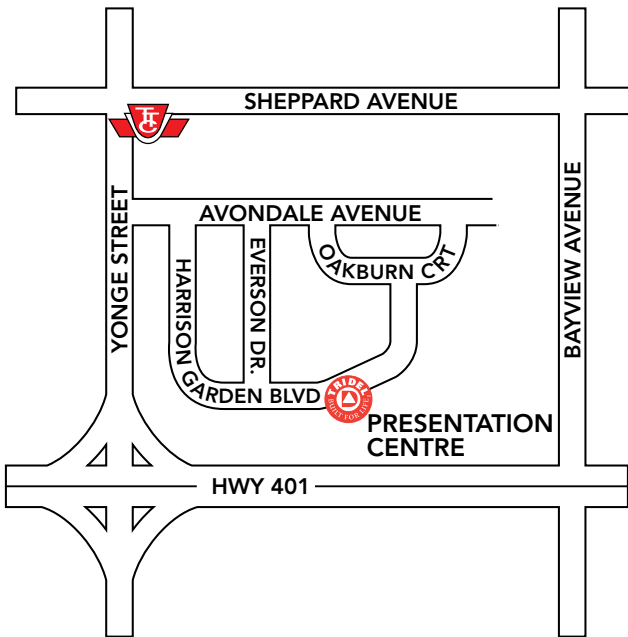 SHEPPARD AVENUE
TTC
AVONDALE AVENUE
YONGE STREET
HARRISON GARDEN BLVD
EVERSON DR.
OAKBURN CRT
BAYVIEW AVENUE
TRIDEL
BUILT FOR LIFE
PRESENTATION
CENTRE
HWY 401